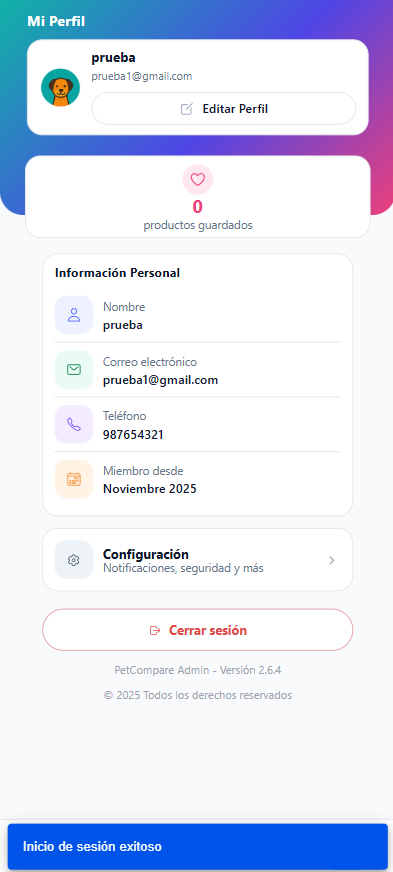 Mi Perfil
prueba
prueba1@gmail.com
Editar Perfil
0
productos guardados
Información Personal
Nombre
prueba
Correo electrónico
prueba1@gmail.com
Teléfono
987654321
Miembro desde
Noviembre 2025
Configuración
Notificaciones, seguridad y más
Cerrar sesión
PetCompare Admin - Versión 2.6.4
© 2025 Todos los derechos reservados
Inicio de sesión exitoso